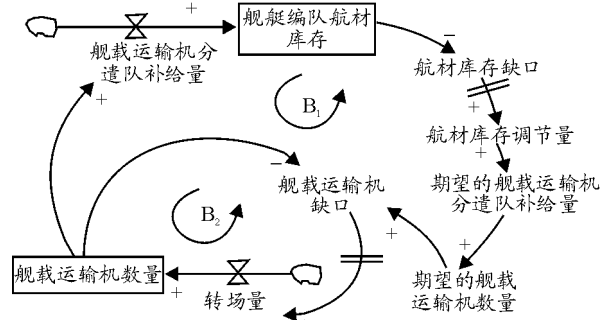 舰艇编队航材
库存
舰载运输机分
遣队补给量
航材库存缺口
航材库存调节量
期望的舰载运输机
分遣队补给量
期望的舰载
运输机数量
舰载运输机
缺口
舰载运输机数量
转场量
B₁
B₂
+
−
+
+
+
+
+
−
+